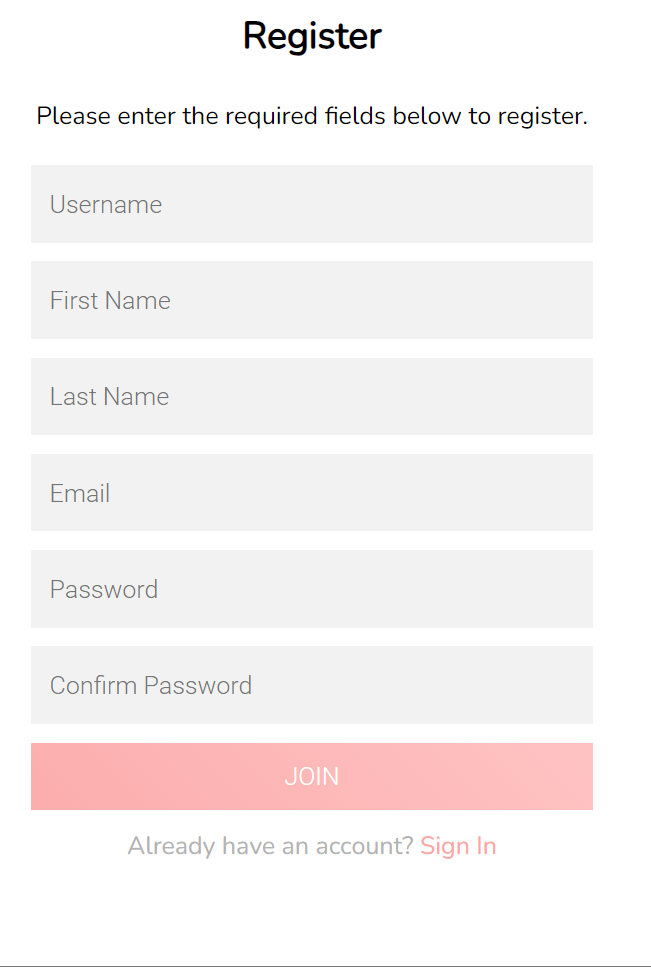 Register
Please enter the required fields below to register.
Username
First Name
Last Name
Email
Password
Confirm Password
JOIN
Already have an account? Sign In